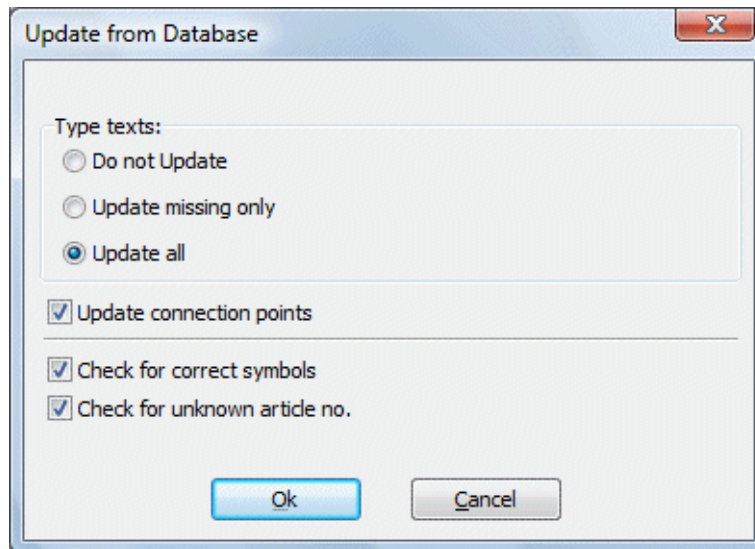 Update from Database
Type texts:
Do not Update
Update missing only
Update all
Update connection points
Check for correct symbols
Check for unknown article no.
Ok
Cancel